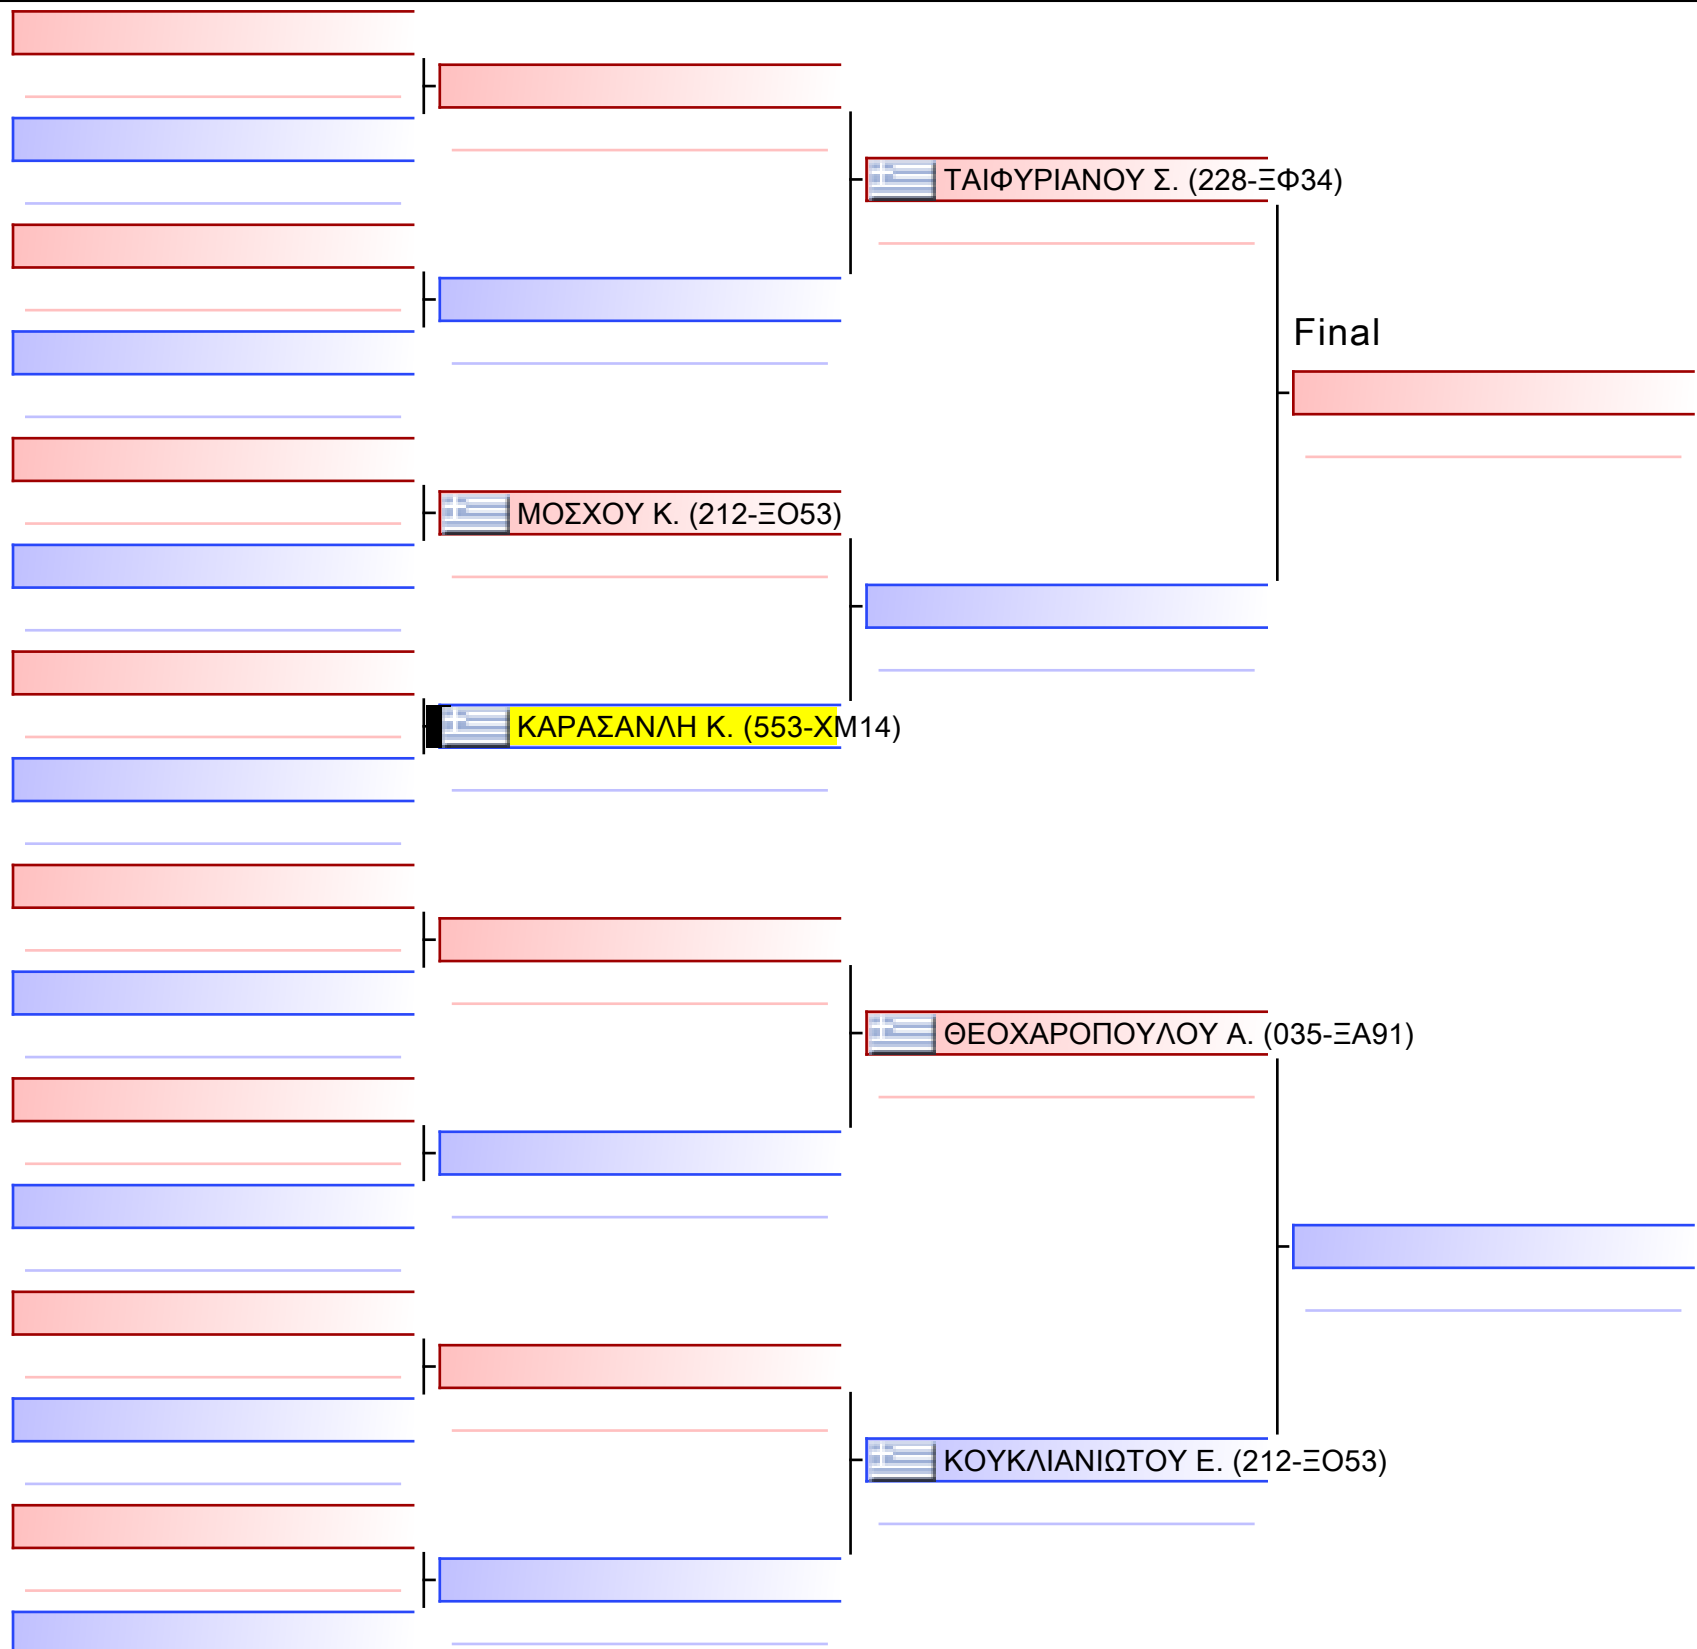 ΤΑΙΦΥΡΙΑΝΟΥ Σ. (228-ΞΦ34)
Final
ΜΟΣΧΟΥ Κ. (212-ΞΟ53)
ΚΑΡΑΣΑΝΛΗ Κ. (553-ΧΜ14)
ΘΕΟΧΑΡΟΠΟΥΛΟΥ Α. (035-ΞΑ91)
ΚΟΥΚΛΙΑΝΙΩΤΟΥ Ε. (212-ΞΟ53)